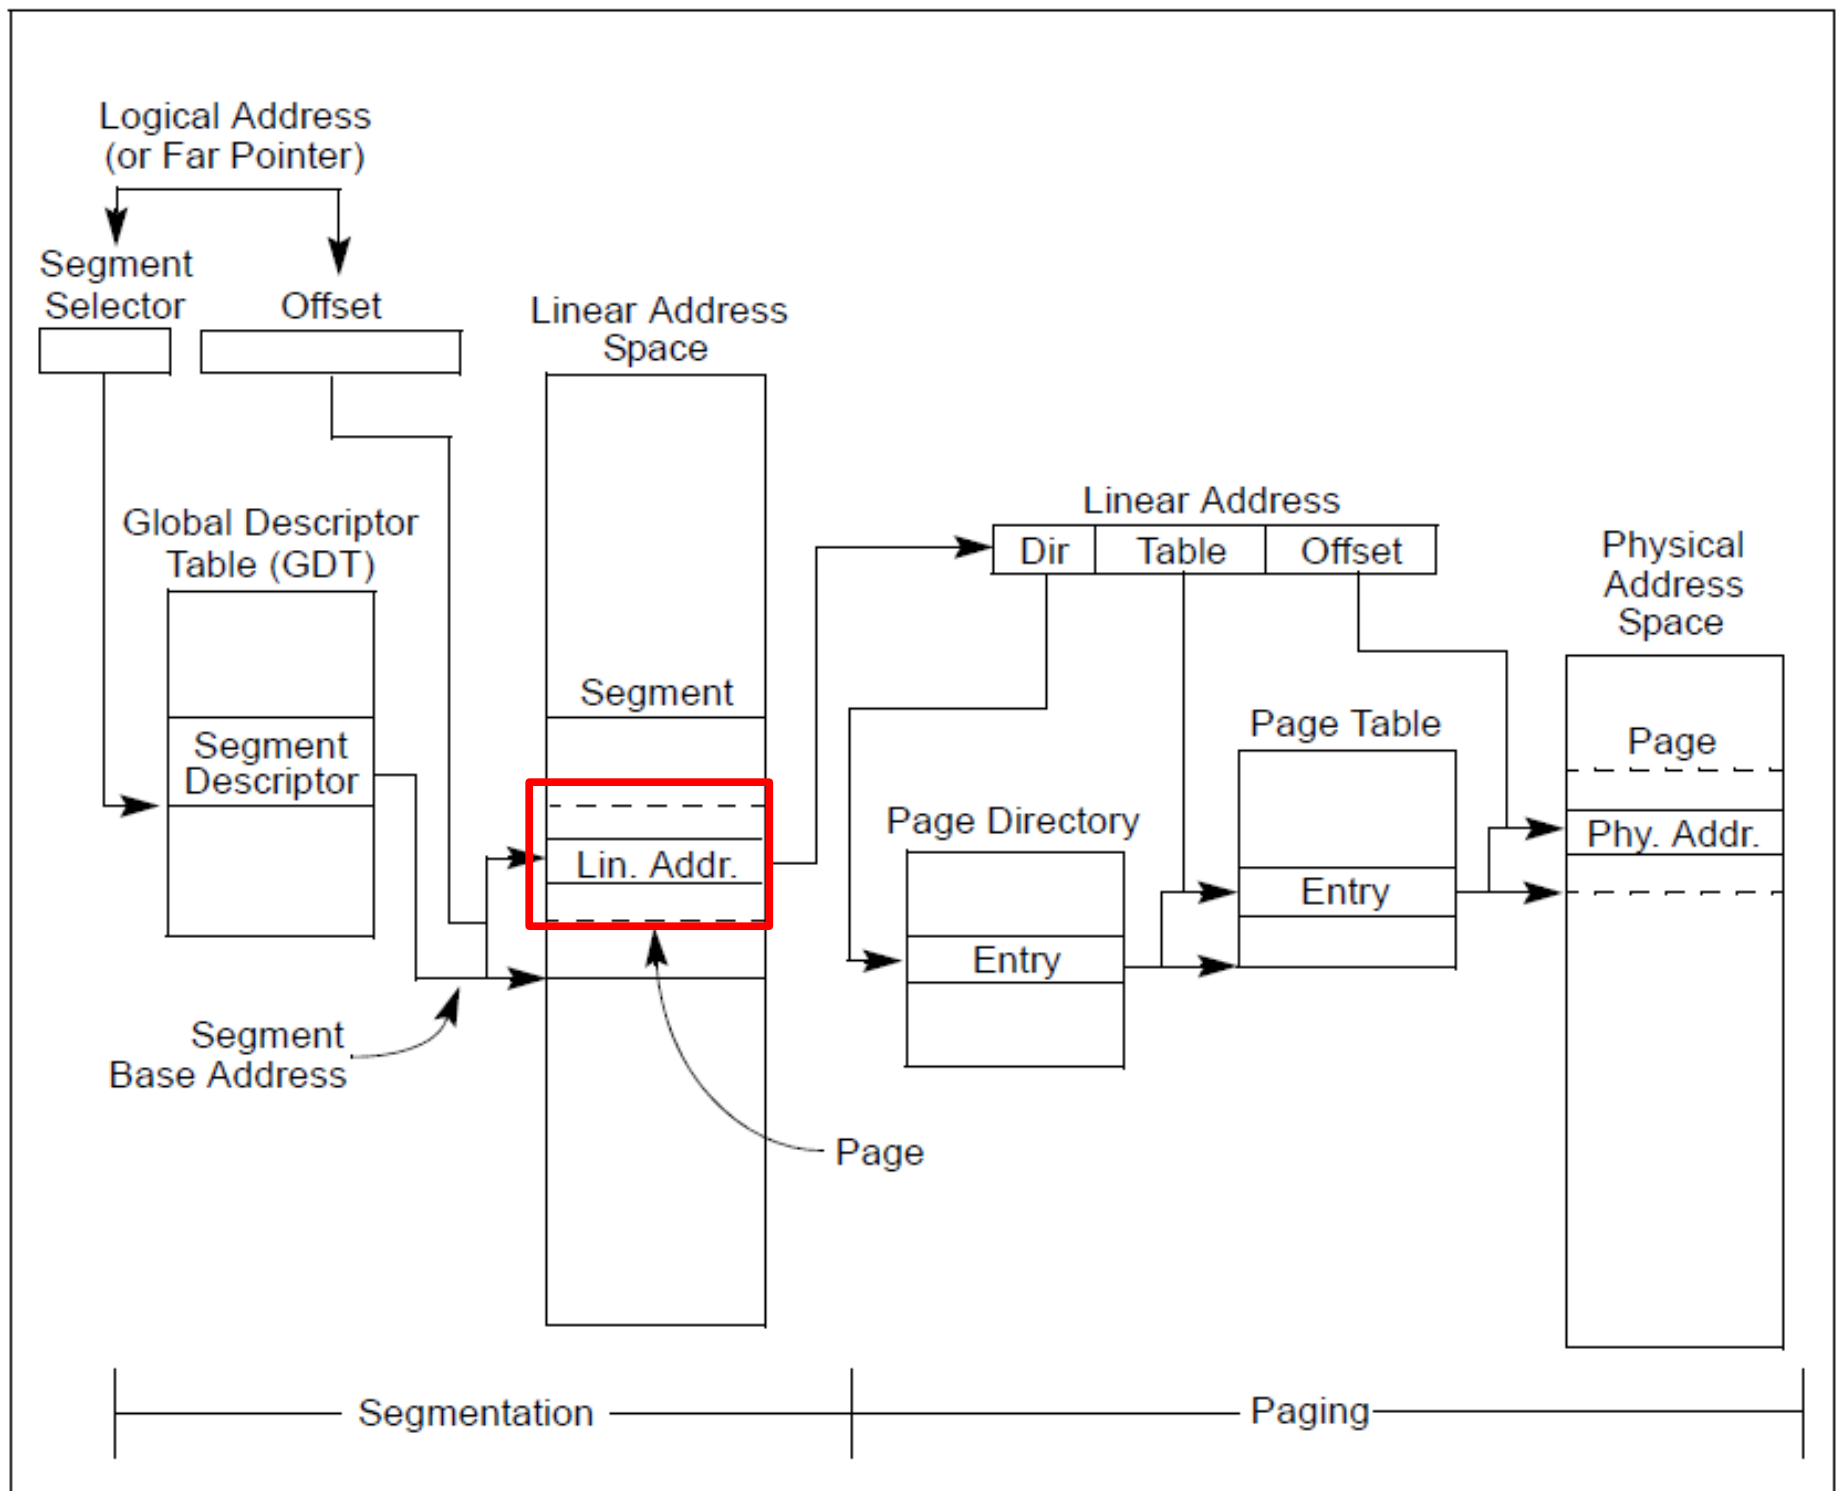 Logical Address
(or Far Pointer)
Segment
Selector
Offset
Linear Address
Space
Global Descriptor
Table (GDT)
Linear Address
Dir
Table
Offset
Physical
Address
Space
Segment
Segment
Descriptor
Page Table
Page
Page Directory
Lin. Addr.
Phy. Addr.
Entry
Entry
Segment
Base Address
Page
Segmentation
Paging